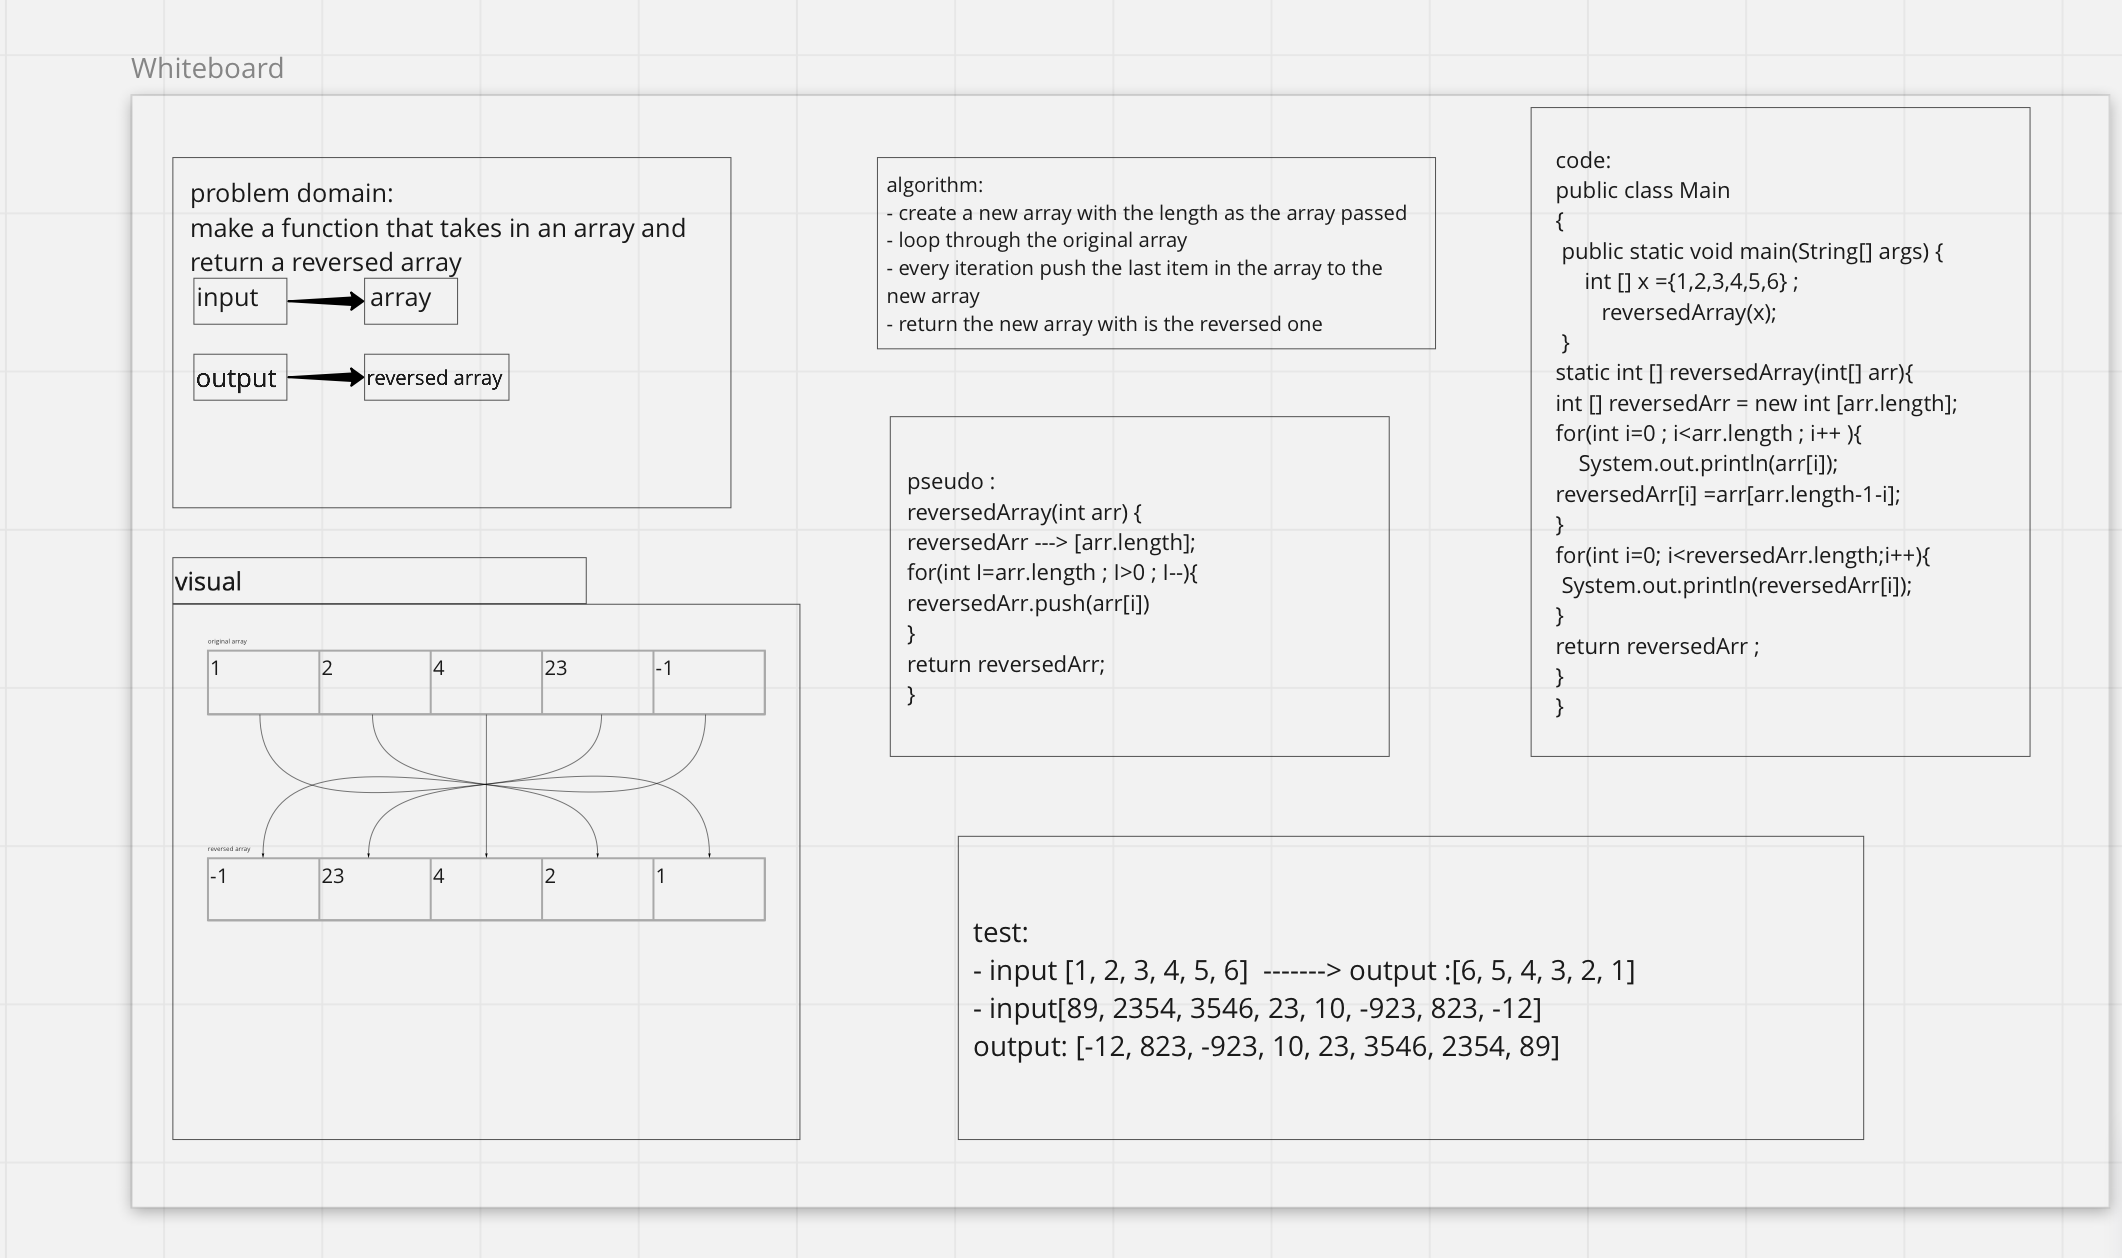 Whiteboard
problem domain:
make a function that takes in an array and
return a reversed array
input
array
output
reversed array
visual
original array
1
2
4
23
-1
reversed array
-1
23
4
2
1
algorithm:
- create a new array with the length as the array passed
- loop through the original array
- every iteration push the last item in the array to the
new array
- return the new array with is the reversed one
pseudo :
reversedArray(int arr) {
reversedArr ---> [arr.length];
for(int I=arr.length ; I>0 ; I--){
reversedArr.push(arr[i])
}
return reversedArr;
}
code:
public class Main
{
public static void main(String[] args) {
int [] x ={1,2,3,4,5,6} ;
reversedArray(x);
}
static int [] reversedArray(int[] arr){
int [] reversedArr = new int [arr.length];
for(int i=0 ; i<arr.length ; i++ ){
System.out.println(arr[i]);
reversedArr[i] =arr[arr.length-1-i];
}
for(int i=0; i<reversedArr.length;i++){
System.out.println(reversedArr[i]);
}
return reversedArr ;
}
}
test:
- input [1, 2, 3, 4, 5, 6]  -------> output :[6, 5, 4, 3, 2, 1]
- input[89, 2354, 3546, 23, 10, -923, 823, -12]
output: [-12, 823, -923, 10, 23, 3546, 2354, 89]